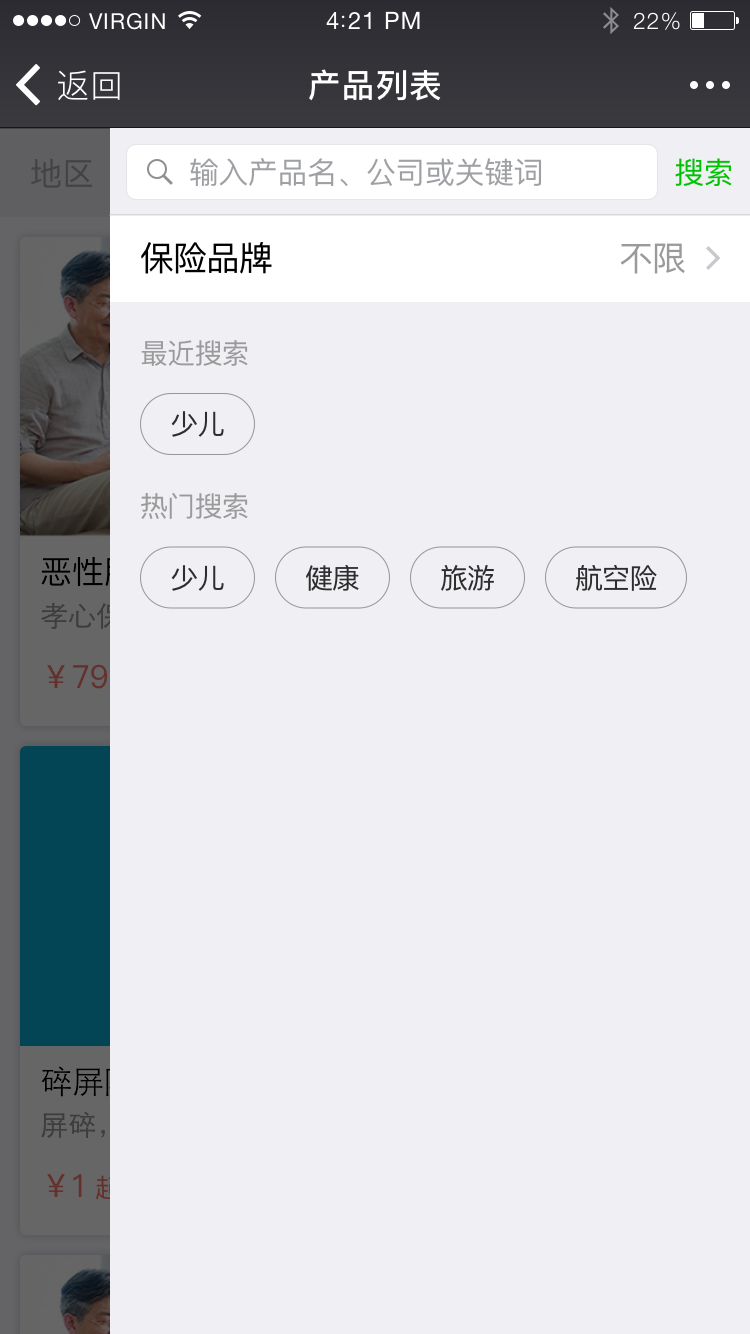 VIRGIN 4:21 PM 22%
返回 产品列表
地区 输入产品名、公司或关键词 搜索
保险品牌 不限
最近搜索
少儿
热门搜索
少儿 健康 旅游 航空险
恶性
孝心
¥79
碎屏
屏碎，
¥1